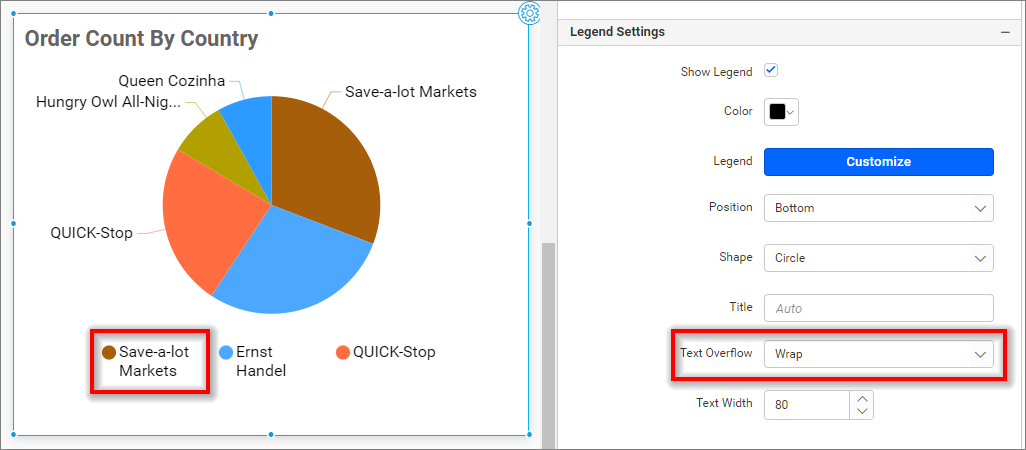 Order Count By Country
Queen Cozinha
Hungry Owl All-Nig...
Save-a-lot Markets
QUICK-Stop
Save-a-lot
Markets
Ernst
Handel
QUICK-Stop
Legend Settings
Show Legend
Color
Legend
Customize
Position
Bottom
Shape
Circle
Title
Auto
Text Overflow
Wrap
Text Width
80